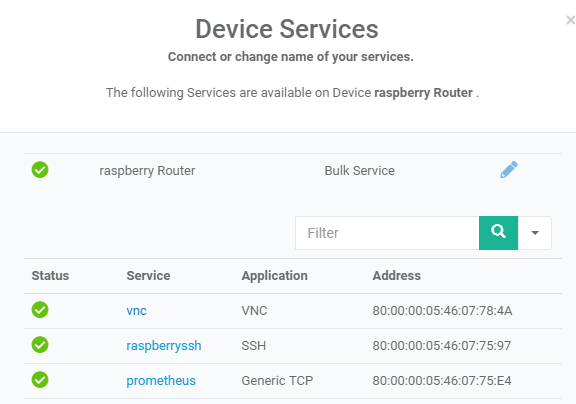 ×
Device Services
Connect or change name of your services.
The following Services are available on Device raspberry Router .
raspberry Router Bulk Service
Filter
Status Service Application Address
vnc VNC 80:00:00:05:46:07:78:4A
raspberryssh SSH 80:00:00:05:46:07:75:97
prometheus Generic TCP 80:00:00:05:46:07:75:E4